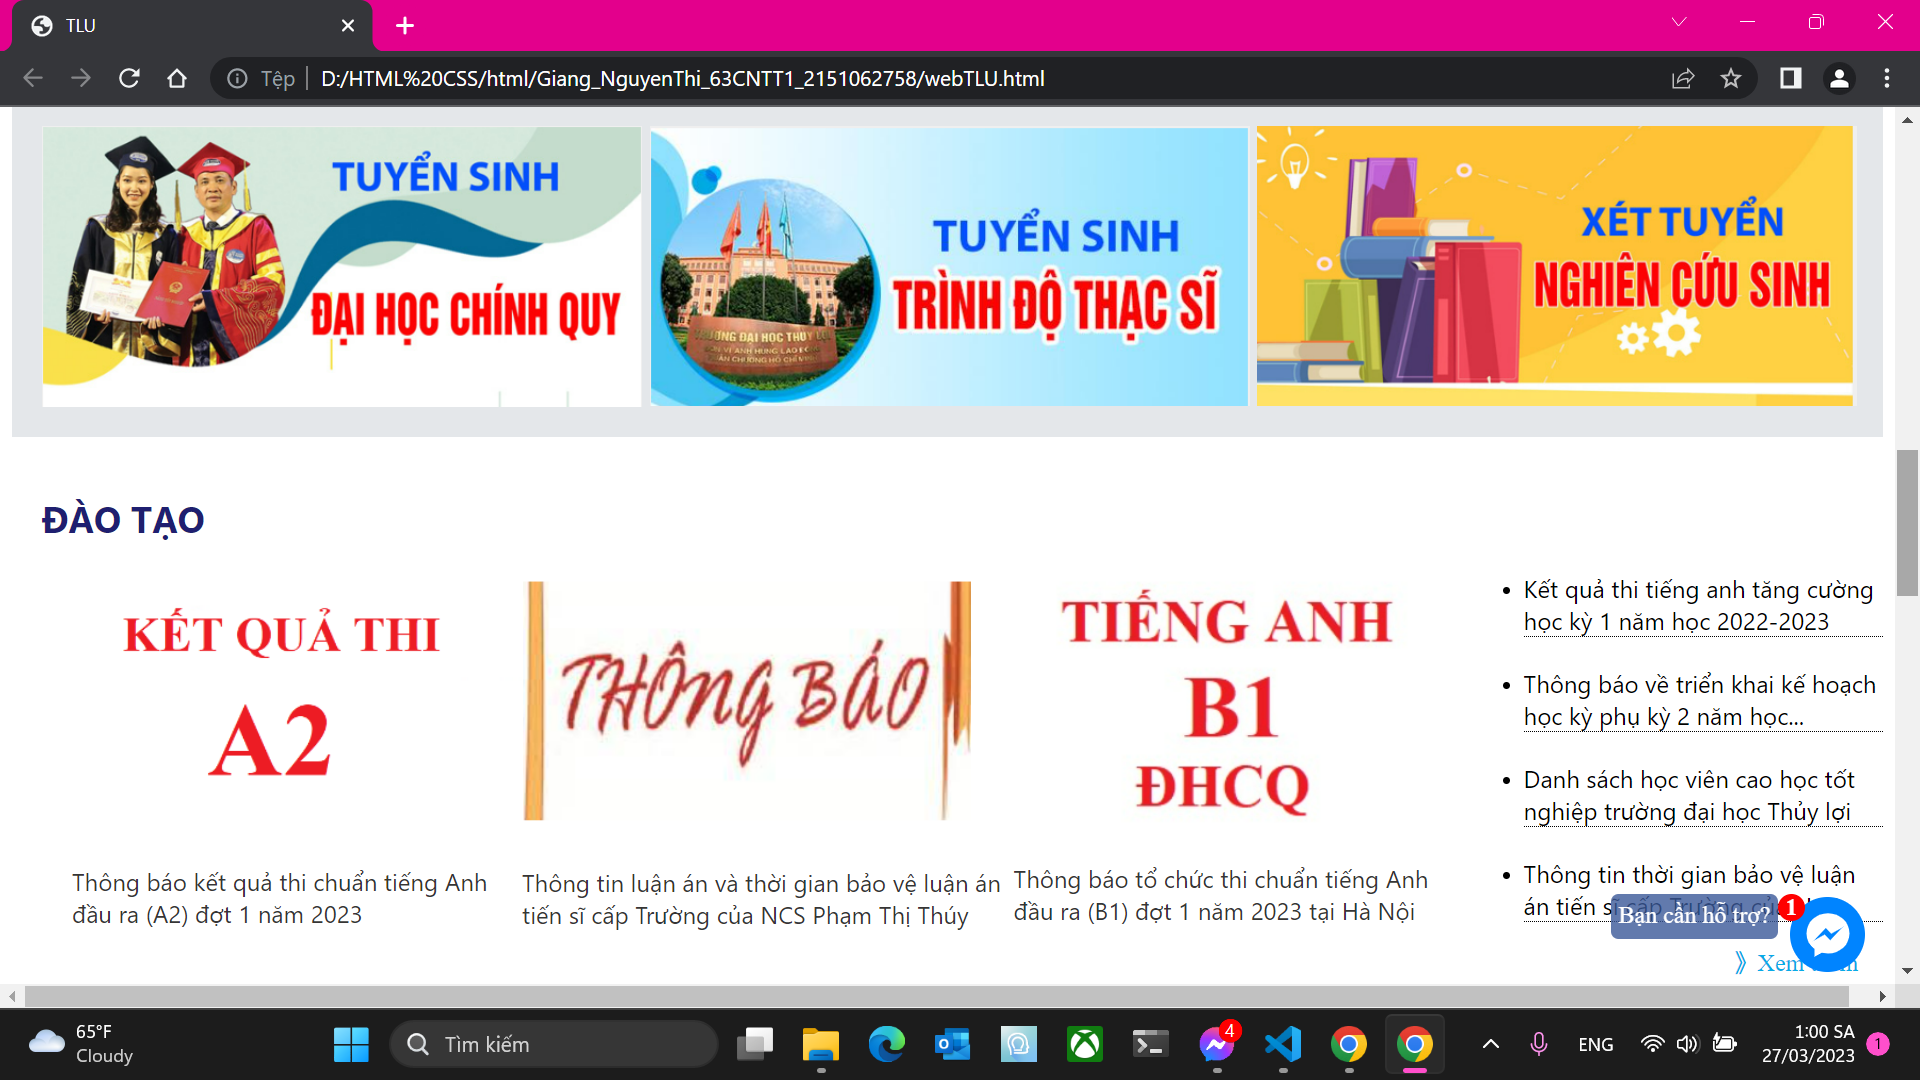 TLU
Tệp
D:/HTML%20CSS/html/Giang_NguyenThi_63CNTT1_2151062758/webTLU.html
TUYỂN SINH
ĐẠI HỌC CHÍNH QUY
TUYỂN SINH
TRÌNH ĐỘ THẠC SĨ
XÉT TUYỂN
NGHIÊN CỨU SINH
ĐÀO TẠO
KẾT QUẢ THI
A2
Thông báo kết quả thi chuẩn tiếng Anh
đầu ra (A2) đợt 1 năm 2023
THÔNG BÁO
Thông tin luận án và thời gian bảo vệ luận án
tiến sĩ cấp Trường của NCS Phạm Thị Thúy
TIẾNG ANH
B1
ĐHCQ
Thông báo tổ chức thi chuẩn tiếng Anh
đầu ra (B1) đợt 1 năm 2023 tại Hà Nội
Kết quả thi tiếng anh tăng cường
học kỳ 1 năm học 2022-2023
Thông báo về triển khai kế hoạch
học kỳ phụ kỳ 2 năm học...
Danh sách học viên cao học tốt
nghiệp trường đại học Thủy lợi
Thông tin thời gian bảo vệ luận
án tiến sĩ cấp Trường
Bạn cần hỗ trợ?
1
》Xem
65°F
Cloudy
Tìm kiếm
4
ENG
1:00 SA
27/03/2023
1